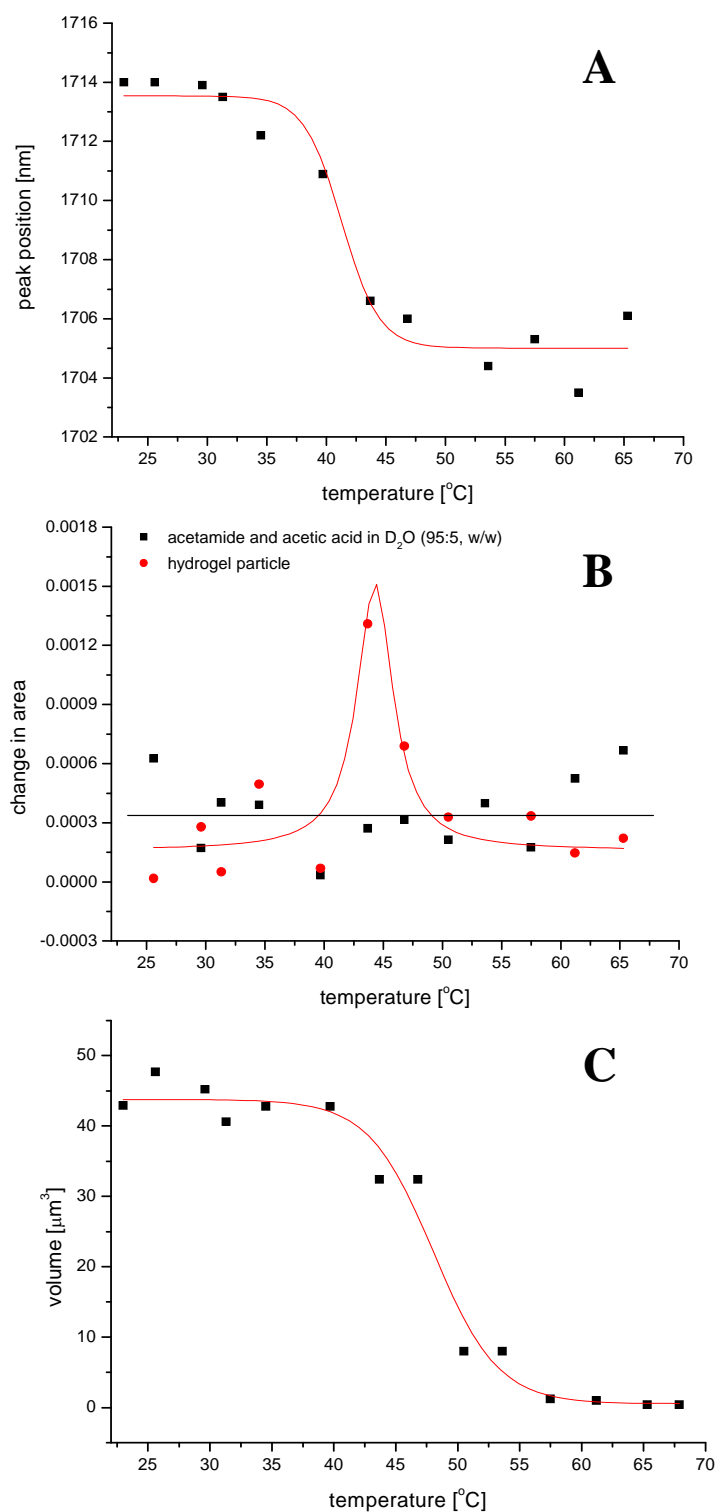 A
1716
1714
1712
1710
1708
1706
1704
1702
peak position [nm]
25 30 35 40 45 50 55 60 65 70
temperature [°C]
B
acetamide and acetic acid in D₂O (95:5, w/w)
hydrogel particle
0.0018
0.0015
0.0012
0.0009
0.0006
0.0003
0.0000
-0.0003
change in area
25 30 35 40 45 50 55 60 65 70
temperature [°C]
C
50
40
30
20
10
0
volume [μm³]
25 30 35 40 45 50 55 60 65 70
temperature [°C]